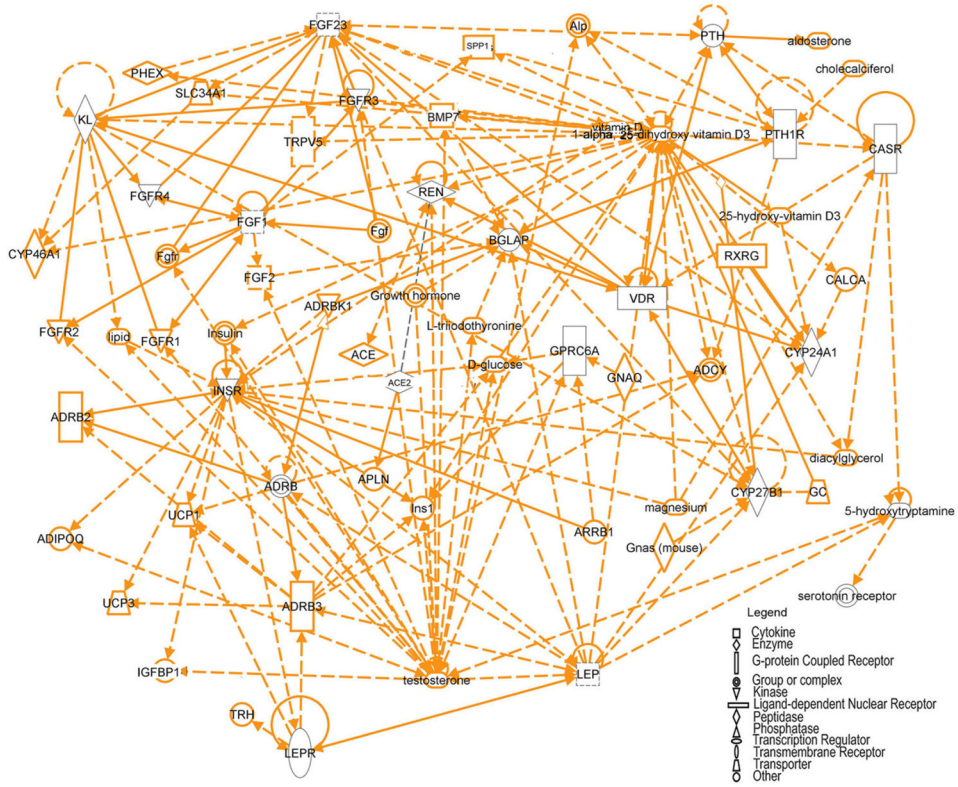 FGF23
Alp
PTH
aldosterone
SPP1
cholecalciferol
PHEX
SLC34A1
FGFR3
KL
BMP7
vitamin D
1-alpha, 25-dihydroxy vitamin D3
TRPV5
PTH1R
CASR
FGFR4
REN
FGF1
25-hydroxy-vitamin D3
Fgf
BGLAP
CYP46A1
Fgfr
RXRG
FGF2
CALCA
Growth hormone
VDR
ADRBK1
FGFR2
lipid
FGFR1
Insulin
L-triiodothyronine
ACE
GPRC6A
CYP24A1
D-glucose
ACE2
GNAQ
ADCY
INSR
ADRB2
diacylglycerol
APLN
ADRB
CYP27B1
GC
UCP1
Ins1
magnesium
5-hydroxytryptamine
ADIPOQ
ARRB1
Gnas (mouse)
UCP3
ADRB3
serotonin receptor
IGFBP1
testosterone
LEP
TRH
LEPR
Legend
Cytokine
Enzyme
G-protein Coupled Receptor
Group or complex
Kinase
Ligand-dependent Nuclear Receptor
Peptidase
Phosphatase
Transcription Regulator
Transmembrane Receptor
Transporter
Other